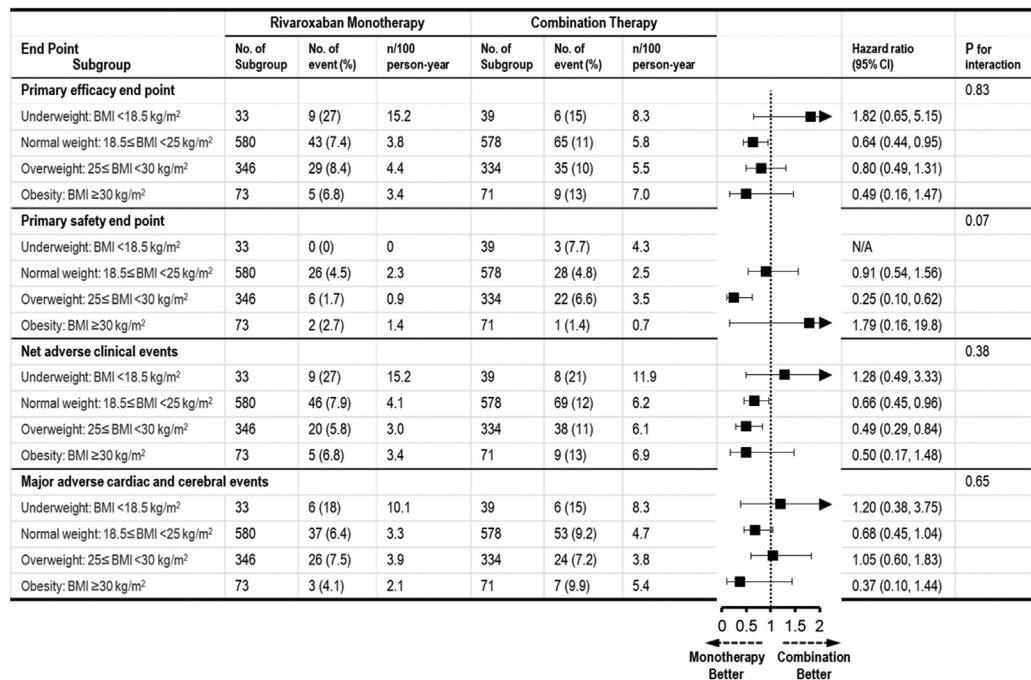 Rivaroxaban Monotherapy Combination Therapy
End Point Subgroup No. of Subgroup No. of event (%) n/100 person-year No. of Subgroup No. of event (%) n/100 person-year Hazard ratio (95% CI) P for interaction
Primary efficacy end point 0.83
Underweight: BMI <18.5 kg/m² 33 9 (27) 15.2 39 6 (15) 8.3 1.82 (0.65, 5.15)
Normal weight: 18.5≤ BMI <25 kg/m² 580 43 (7.4) 3.8 578 65 (11) 5.8 0.64 (0.44, 0.95)
Overweight: 25≤ BMI <30 kg/m² 346 29 (8.4) 4.4 334 35 (10) 5.5 0.80 (0.49, 1.31)
Obesity: BMI ≥30 kg/m² 73 5 (6.8) 3.4 71 9 (13) 7.0 0.49 (0.16, 1.47)
Primary safety end point 0.07
Underweight: BMI <18.5 kg/m² 33 0 (0) 0 39 3 (7.7) 4.3 N/A
Normal weight: 18.5≤ BMI <25 kg/m² 580 26 (4.5) 2.3 578 28 (4.8) 2.5 0.91 (0.54, 1.56)
Overweight: 25≤ BMI <30 kg/m² 346 6 (1.7) 0.9 334 22 (6.6) 3.5 0.25 (0.10, 0.62)
Obesity: BMI ≥30 kg/m² 73 2 (2.7) 1.4 71 1 (1.4) 0.7 1.79 (0.16, 19.8)
Net adverse clinical events 0.38
Underweight: BMI <18.5 kg/m² 33 9 (27) 15.2 39 8 (21) 11.9 1.28 (0.49, 3.33)
Normal weight: 18.5≤ BMI <25 kg/m² 580 46 (7.9) 4.1 578 69 (12) 6.2 0.66 (0.45, 0.96)
Overweight: 25≤ BMI <30 kg/m² 346 20 (5.8) 3.0 334 38 (11) 6.1 0.49 (0.29, 0.84)
Obesity: BMI ≥30 kg/m² 73 5 (6.8) 3.4 71 9 (13) 6.9 0.50 (0.17, 1.48)
Major adverse cardiac and cerebral events 0.65
Underweight: BMI <18.5 kg/m² 33 6 (18) 10.1 39 6 (15) 8.3 1.20 (0.38, 3.75)
Normal weight: 18.5≤ BMI <25 kg/m² 580 37 (6.4) 3.3 578 53 (9.2) 4.7 0.68 (0.45, 1.04)
Overweight: 25≤ BMI <30 kg/m² 346 26 (7.5) 3.9 334 24 (7.2) 3.8 1.05 (0.60, 1.83)
Obesity: BMI ≥30 kg/m² 73 3 (4.1) 2.1 71 7 (9.9) 5.4 0.37 (0.10, 1.44)
0 0.5 1 1.5 2
Monotherapy Combination
Better Better